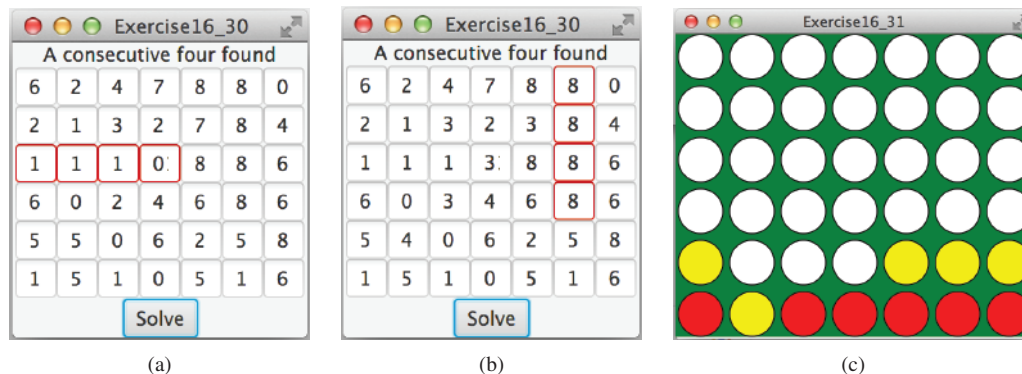 Exercise16_30
A consecutive four found
6 2 4 7 8 8 0
2 1 3 2 7 8 4
1 1 1 0 8 8 6
6 0 2 4 6 8 6
5 5 0 6 2 5 8
1 5 1 0 5 1 6
Solve
(a)
Exercise16_30
A consecutive four found
6 2 4 7 8 8 0
2 1 3 2 3 8 4
1 1 1 3 8 8 6
6 0 3 4 6 8 6
5 4 0 6 2 5 8
1 5 1 0 5 1 6
Solve
(b)
Exercise16_31
(c)